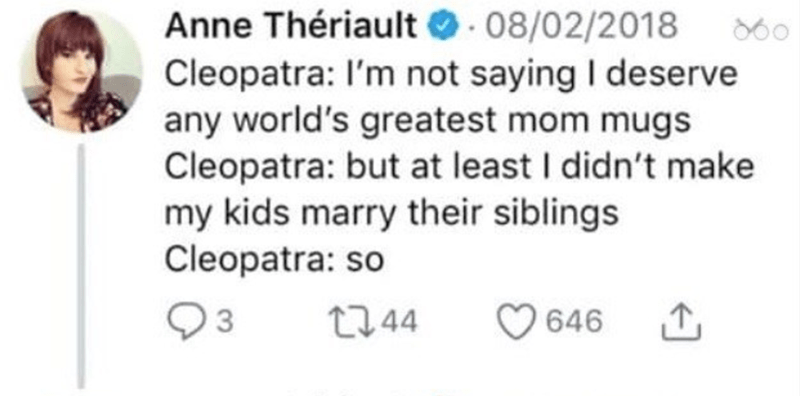 Anne Thériault · 08/02/2018
Cleopatra: I'm not saying I deserve
any world's greatest mom mugs
Cleopatra: but at least I didn't make
my kids marry their siblings
Cleopatra: so
3 44 646